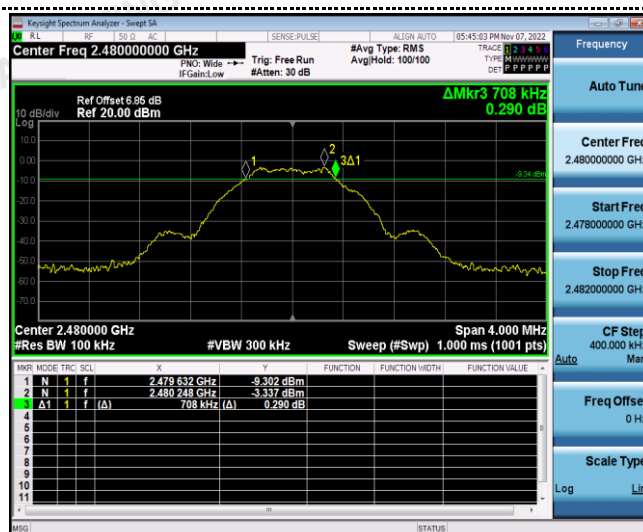 Keysight Spectrum Analyzer - Swept SA
RL RF 50 Ω AC SENSE:PULSE ALIGN AUTO 05:45:03 PM Nov 07, 2022
Center Freq 2.480000000 GHz
PNO: Wide
IFGain:Low
Trig: Free Run
#Atten: 30 dB
#Avg Type: RMS
Avg|Hold: 100/100
TRACE 1 2 3 4 5 6
TYPE M W W W W W
DET P P P P P P
Ref Offset 6.85 dB
10 dB/div Ref 20.00 dBm
Log
ΔMkr3 708 kHz
0.290 dB
10.0
0.00
-10.0
-20.0
-30.0
-40.0
-50.0
-60.0
-70.0
1
2
3Δ1
-9.34 dBm
Center 2.480000 GHz Span 4.000 MHz
#Res BW 100 kHz #VBW 300 kHz Sweep (#Swp) 1.000 ms (1001 pts)
MKR MODE TRC SCL X Y FUNCTION FUNCTION WIDTH FUNCTION VALUE
1 N 1 f 2.479 632 GHz -9.302 dBm
2 N 1 f 2.480 248 GHz -3.337 dBm
3 Δ1 1 f (Δ) 708 kHz (Δ) 0.290 dB
4
5
6
7
8
9
10
11
MSG STATUS
Frequency
Auto Tune
Center Freq
2.480000000 GHz
Start Freq
2.478000000 GHz
Stop Freq
2.482000000 GHz
CF Step
400.000 kHz
Auto Man
Freq Offset
0 Hz
Scale Type
Log Lin